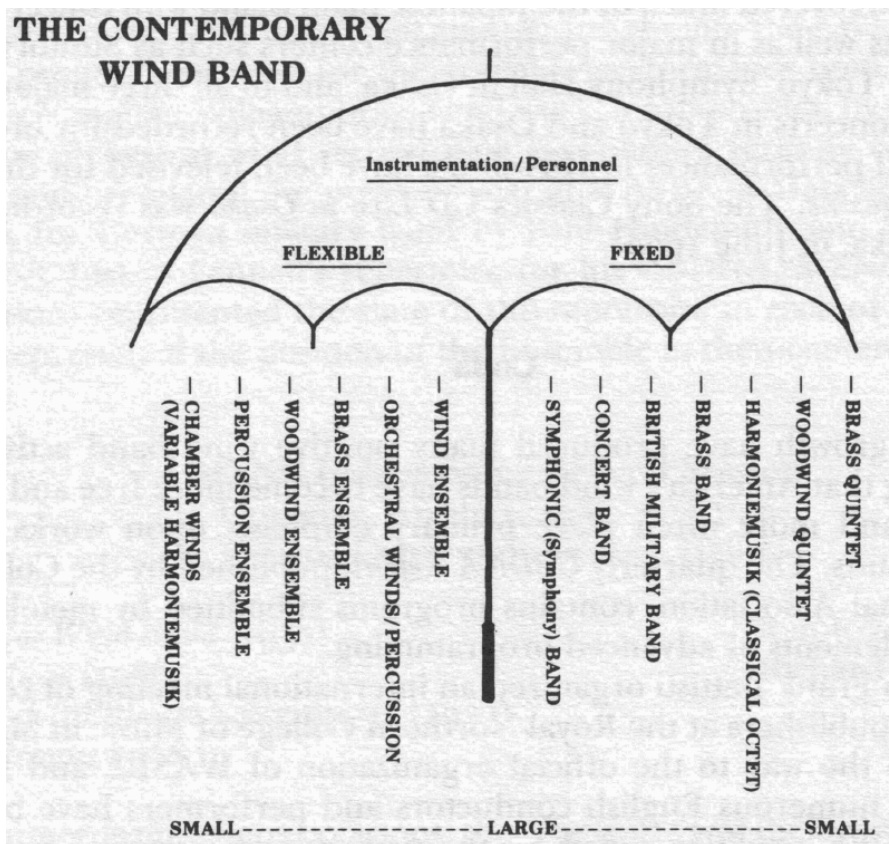 THE CONTEMPORARY
WIND BAND
Instrumentation/Personnel
FLEXIBLE
FIXED
CHAMBER WINDS
(VARIABLE HARMONIEMUSIK)
PERCUSSION ENSEMBLE
WOODWIND ENSEMBLE
BRASS ENSEMBLE
ORCHESTRAL WINDS/PERCUSSION
WIND ENSEMBLE
SYMPHONIC (Symphony) BAND
CONCERT BAND
BRITISH MILITARY BAND
BRASS BAND
HARMONIEMUSIK (CLASSICAL OCTET)
WOODWIND QUINTET
BRASS QUINTET
SMALL--------------------LARGE--------------------SMALL